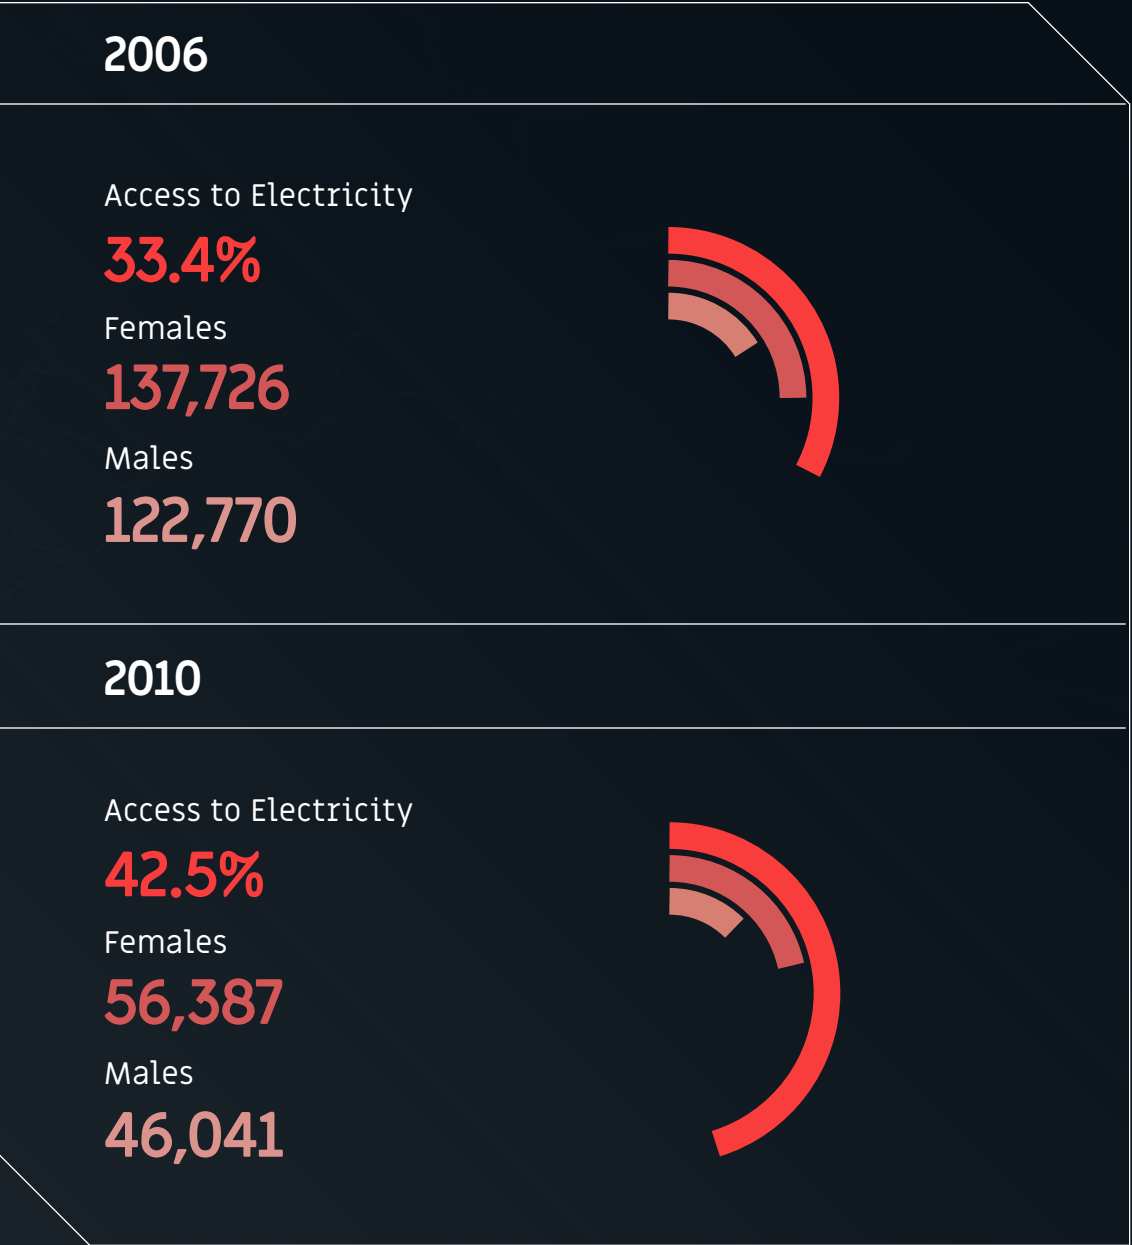 2006
Access to Electricity
33.4%
Females
137,726
Males
122,770
2010
Access to Electricity
42.5%
Females
56,387
Males
46,041